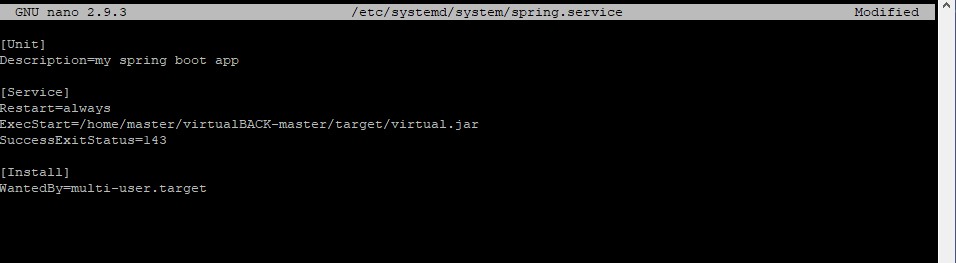 GNU nano 2.9.3 /etc/systemd/system/spring.service Modified
[Unit]
Description=my spring boot app
[Service]
Restart=always
ExecStart=/home/master/virtualBACK-master/target/virtual.jar
SuccessExitStatus=143
[Install]
WantedBy=multi-user.target